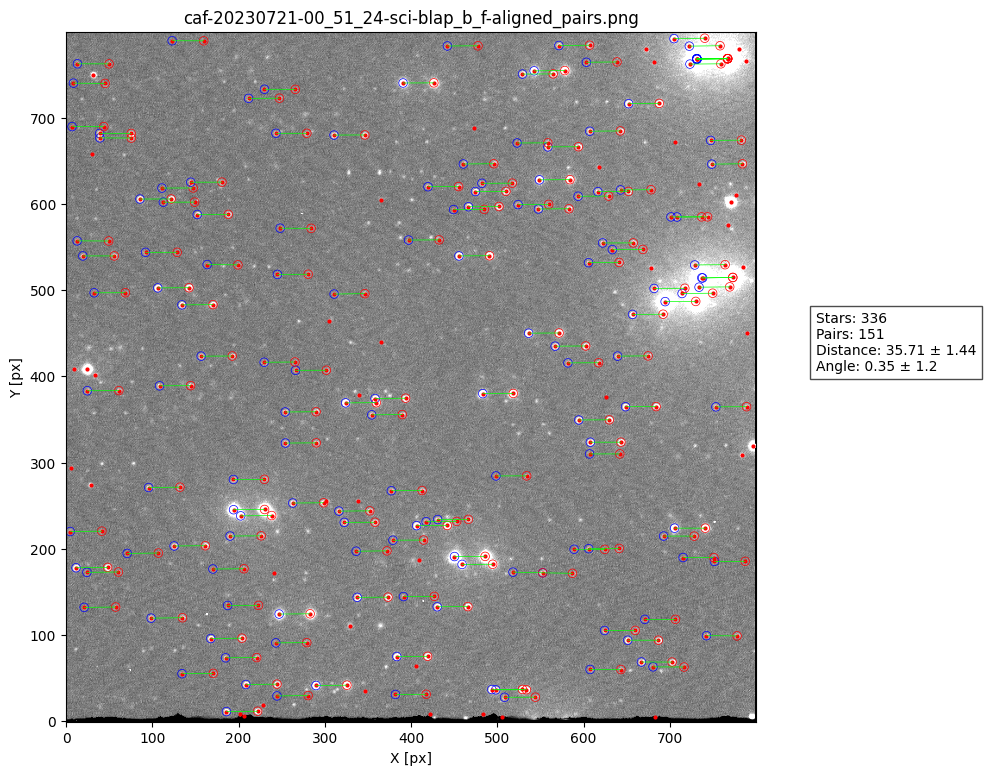 caf-20230721-00_51_24-sci-blap_b_f-aligned_pairs.png
700
600
500
400
300
200
100
0
Y [px]
Stars: 336
Pairs: 151
Distance: 35.71 ± 1.44
Angle: 0.35 ± 1.2
0 100 200 300 400 500 600 700
X [px]